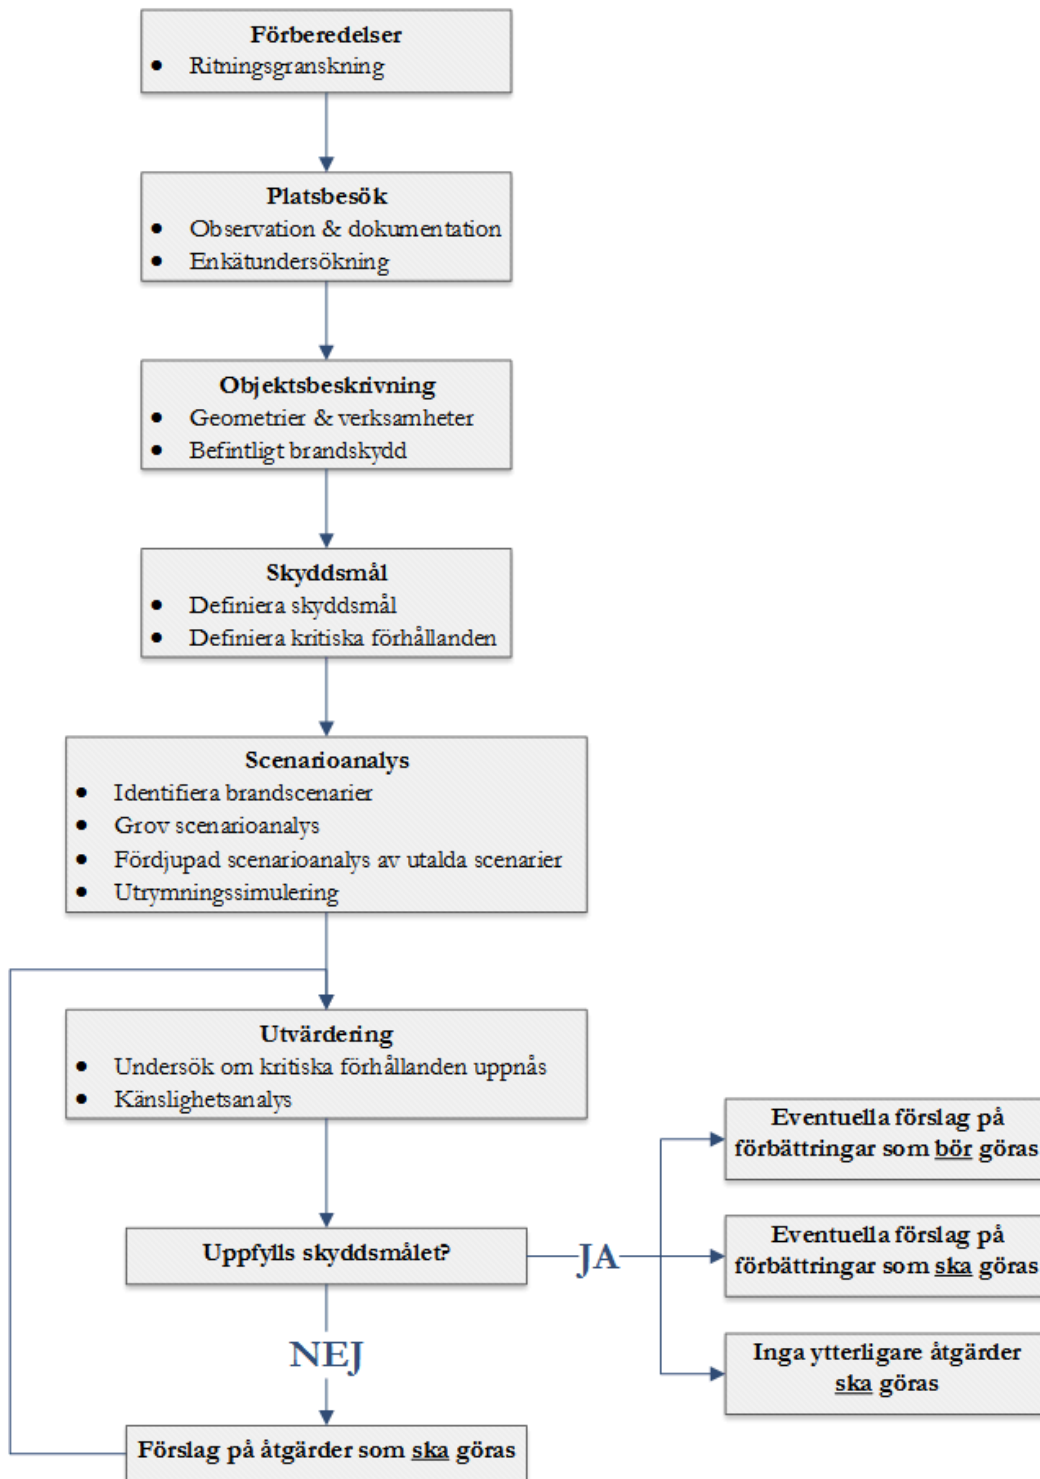 Förberedelser
• Ritningsgranskning
Platsbesök
• Observation & dokumentation
• Enkätundersökning
Objektsbeskrivning
• Geometrier & verksamheter
• Befintligt brandskydd
Skyddsmål
• Definiera skyddsmål
• Definiera kritiska förhållanden
Scenarioanalys
• Identifiera brandscenarier
• Grov scenarioanalys
• Fördjupad scenarioanalys av utalda scenarier
• Utrymningssimulering
Utvärdering
• Undersök om kritiska förhållanden uppnås
• Känslighetsanalys
Uppfylls skyddsmålet?
JA
Eventuella förslag på
förbättringar som bör göras
Eventuella förslag på
förbättringar som ska göras
Inga ytterligare åtgärder
ska göras
NEJ
Förslag på åtgärder som ska göras